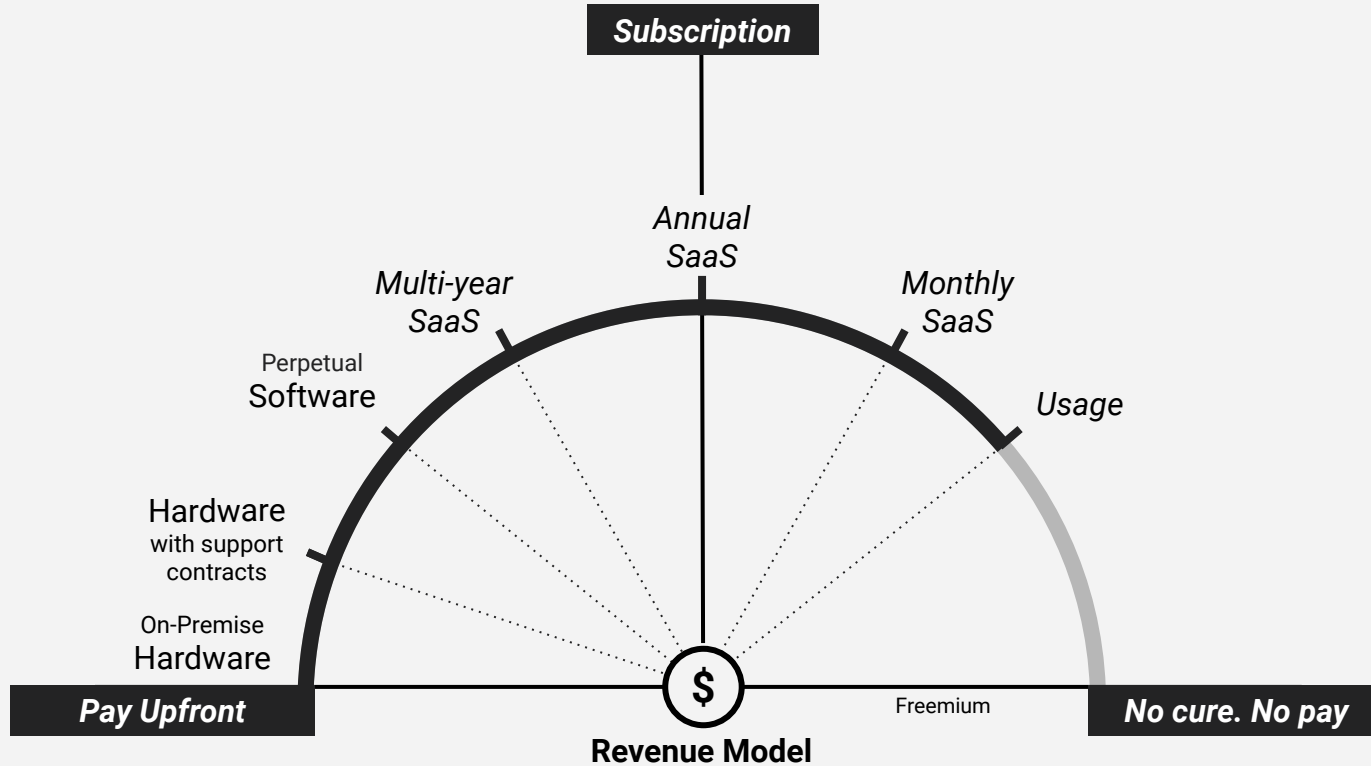 Subscription
Annual
SaaS
Multi-year
SaaS
Monthly
SaaS
Perpetual
Software
Usage
Hardware
with support
contracts
On-Premise
Hardware
$
Pay Upfront
Freemium
No cure. No pay
Revenue Model